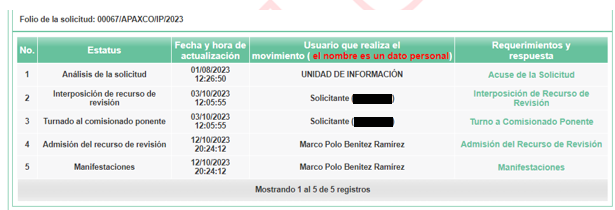 Folio de la solicitud: 00067/APAXCO/IP/2023
No. Estatus Fecha y hora de actualización Usuario que realiza el movimiento ( el nombre es un dato personal) Requerimientos y respuesta
1 Análisis de la solicitud 01/08/2023 12:26:50 UNIDAD DE INFORMACIÓN Acuse de la Solicitud
2 Interposición de recurso de revisión 03/10/2023 12:05:55 Solicitante ( ) Interposición de Recurso de Revisión
3 Turnado al comisionado ponente 03/10/2023 12:05:55 Solicitante ( ) Turno a Comisionado Ponente
4 Admisión del recurso de revisión 12/10/2023 20:24:12 Marco Polo Benitez Ramírez Admisión del Recurso de Revisión
5 Manifestaciones 12/10/2023 20:24:12 Marco Polo Benitez Ramírez Manifestaciones
Mostrando 1 al 5 de 5 registros